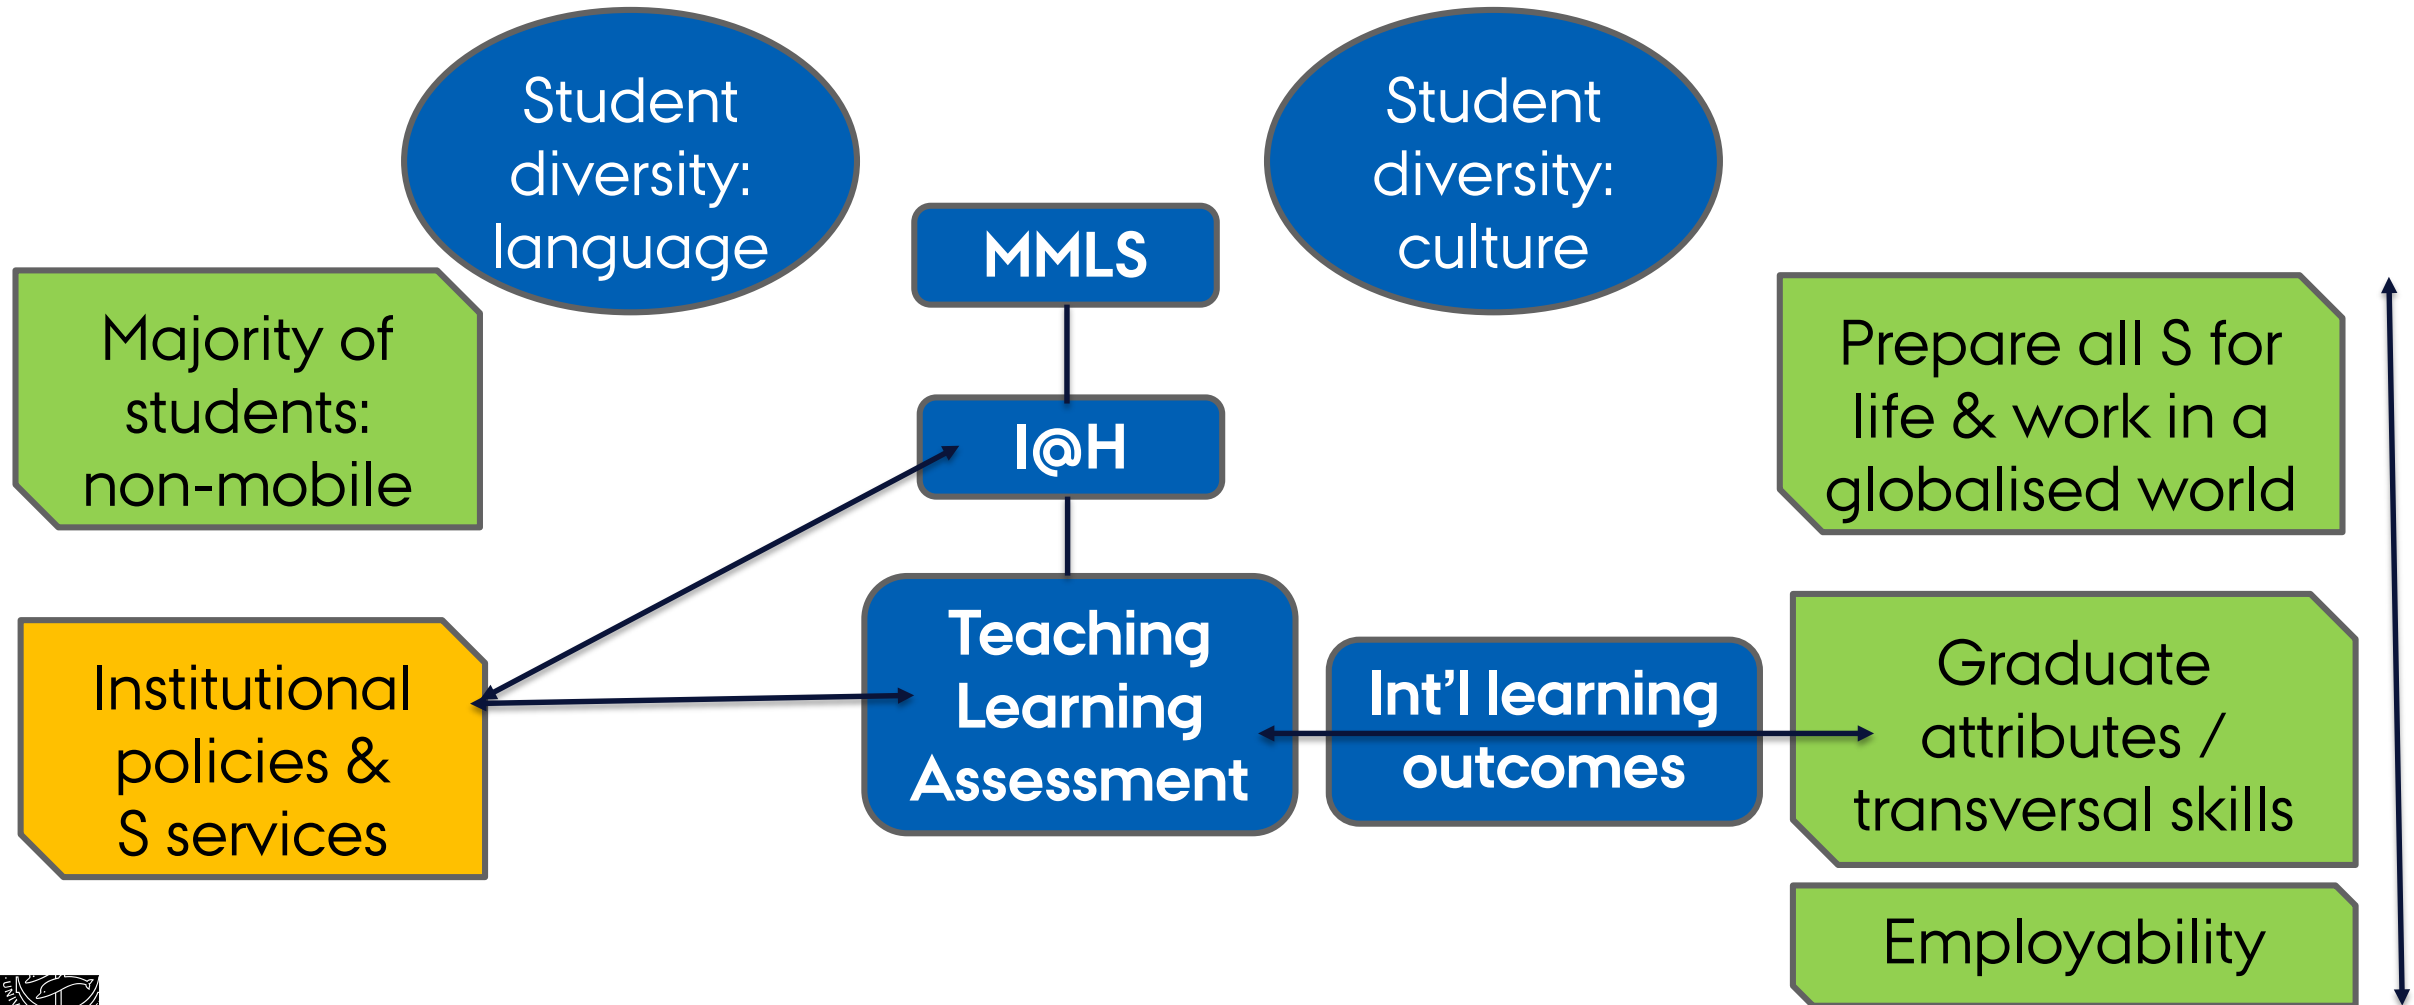 Student
diversity:
language
Student
diversity:
culture
MMLS
Majority of
students:
non-mobile
I@H
Prepare all S for
life & work in a
globalised world
Institutional
policies &
S services
Teaching
Learning
Assessment
Int'l learning
outcomes
Graduate
attributes /
transversal skills
Employability